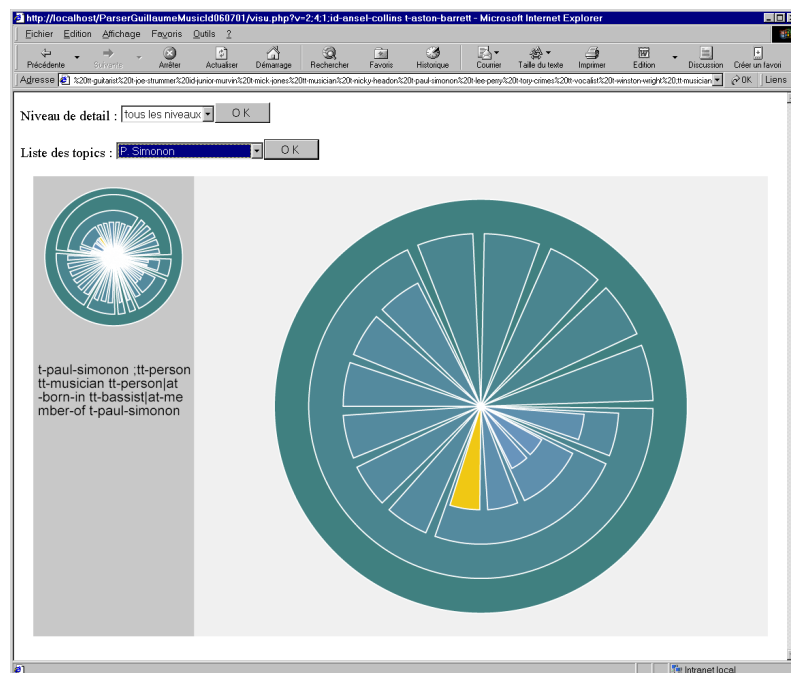 http://localhost/ParserGuillaumeMusicId060701/visu.php?v=2;4;1;id-ansel-collins t-aston-barrett - Microsoft Internet Explorer
Fichier Edition Affichage Favoris Outils ?
Précédente Suivante Arrêter Actualiser Démarrage Rechercher Favoris Historique Courrier Taille du texte Imprimer Edition Discussion Créer un favori
Adresse %20tt-guitarist%20t-joe-strummer%20id-junior-murvin%20t-mick-jones%20tt-musician%20t-nicky-headon%20t-paul-simonon%20t-lee-perry%20t-tory-crimes%20tt-vocalist%20t-winston-wright%20;tt-musician OK Liens
Niveau de detail : tous les niveaux OK
Liste des topics : P. Simonon OK
t-paul-simonon ;tt-person
tt-musician tt-person|at
-born-in tt-bassist|at-me
mber-of t-paul-simonon
Intranet local